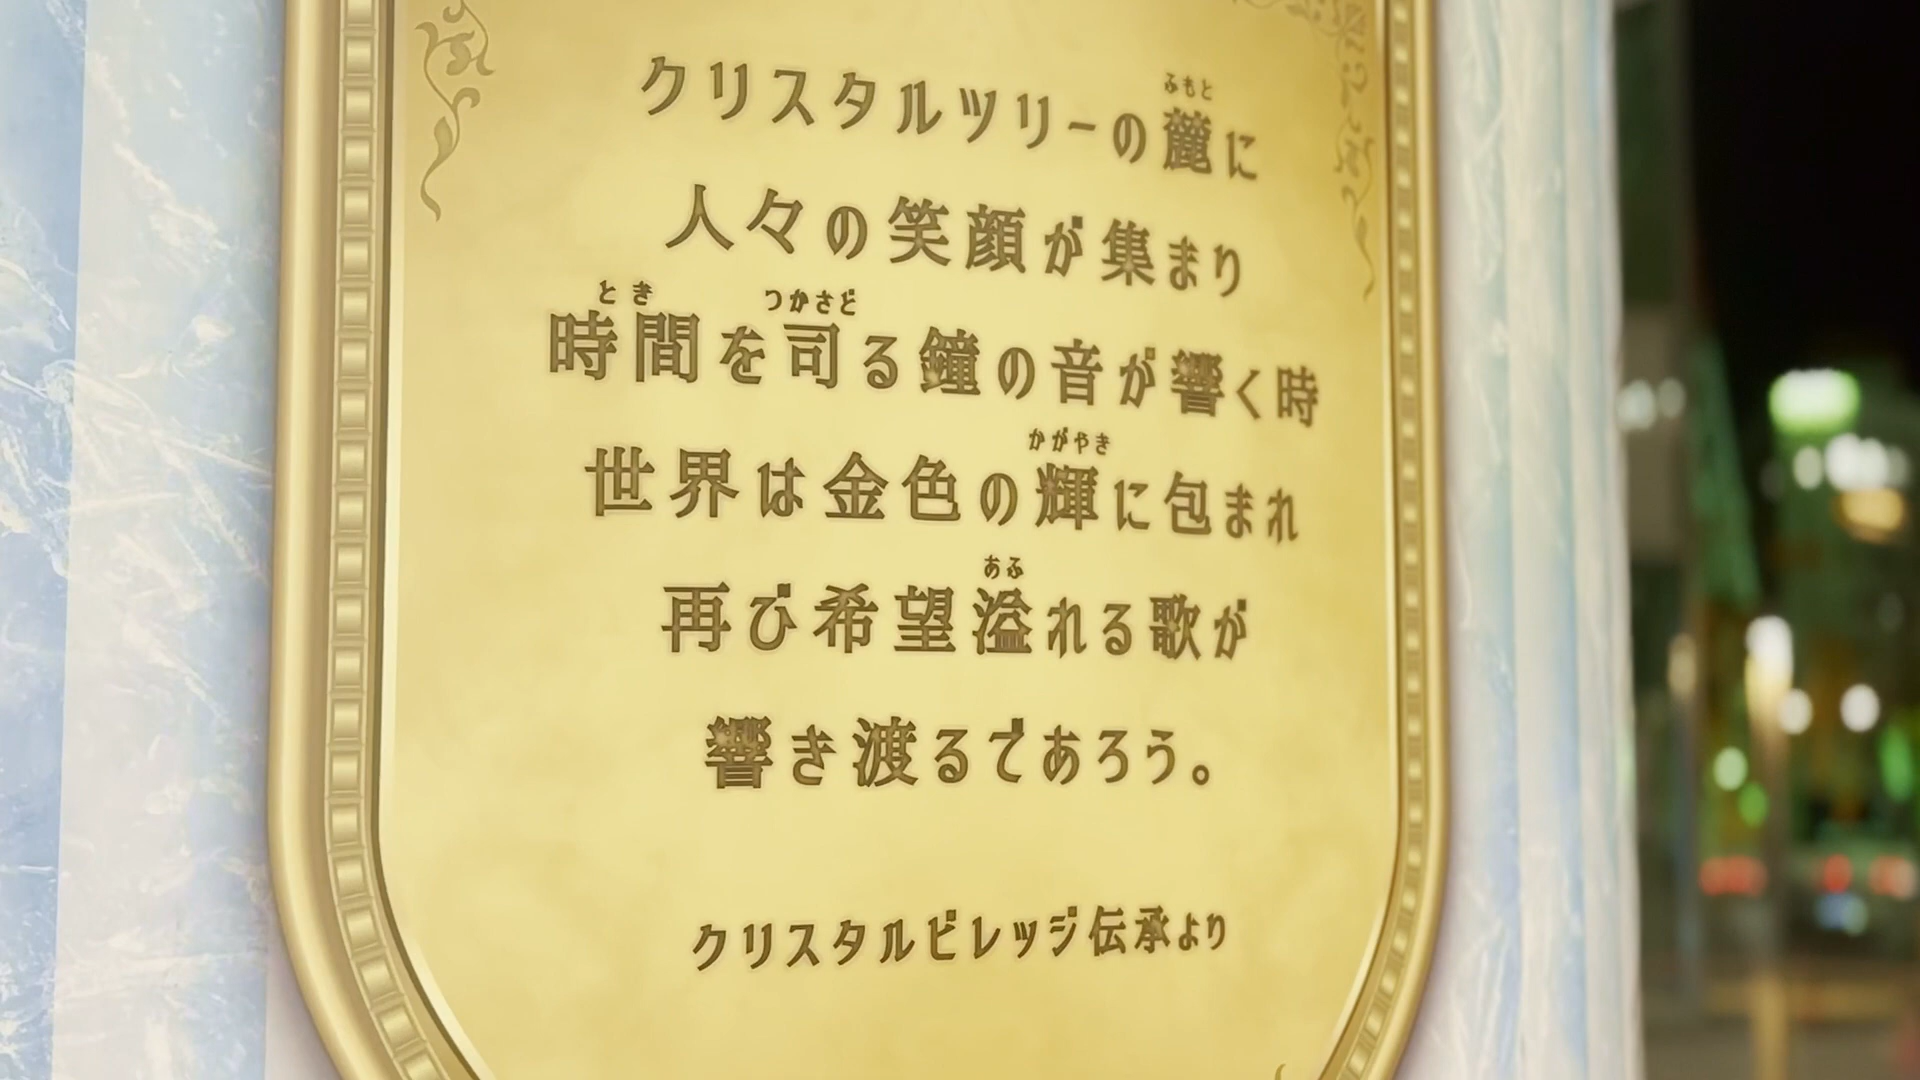 クリスタルツリーの麓に
人々の笑顔が集まり
時間を司る鐘の音が響く時
世界は金色の輝に包まれ
再び希望溢れる歌が
響き渡るであろう。
クリスタルビレッジ伝承より